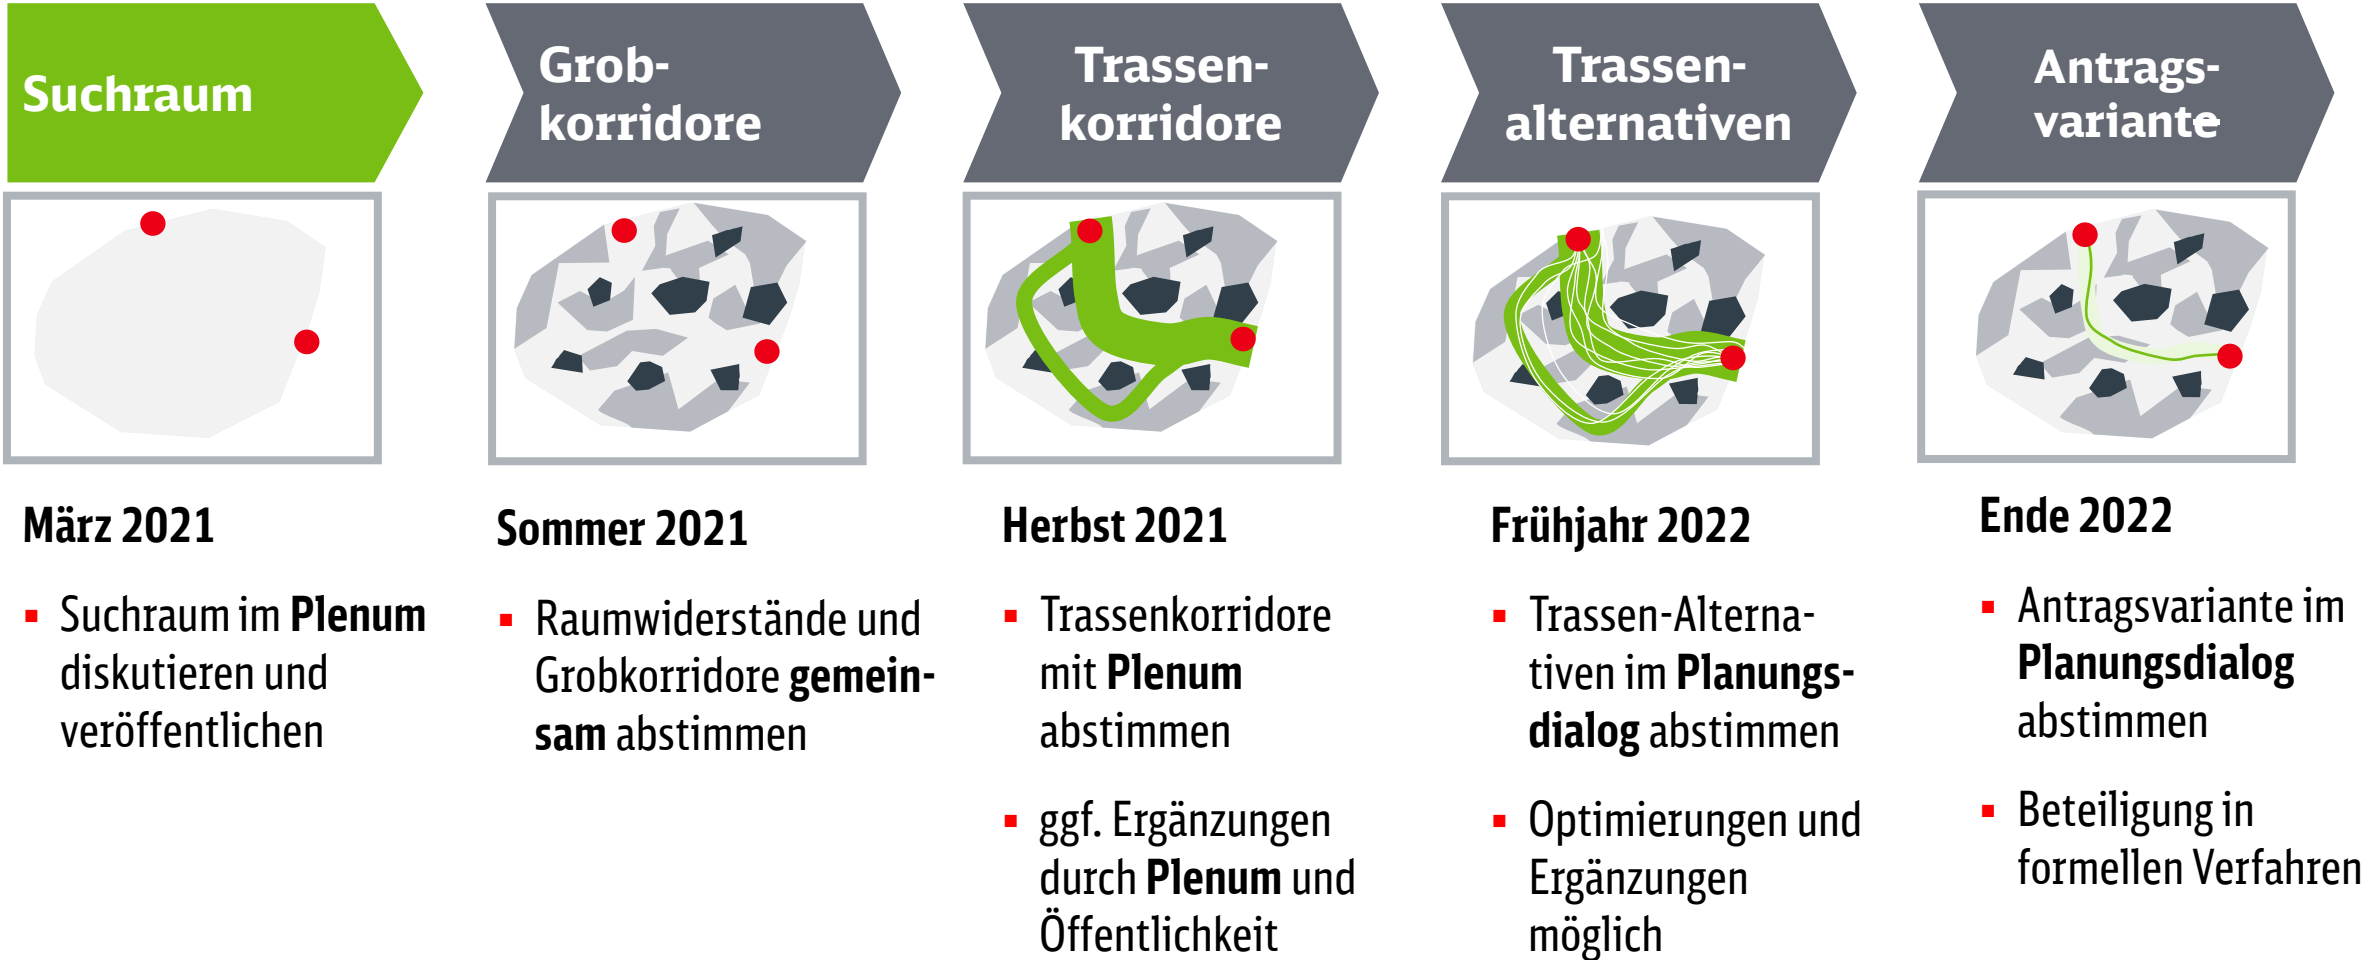 Suchraum
Grob-
korridore
Trassen-
korridore
Trassen-
alternativen
Antrags-
variante
März 2021
▪ Suchraum im Plenum
diskutieren und
veröffentlichen
Sommer 2021
▪ Raumwiderstände und
Grobkorridore gemein-
sam abstimmen
Herbst 2021
▪ Trassenkorridore
mit Plenum
abstimmen
▪ ggf. Ergänzungen
durch Plenum und
Öffentlichkeit
Frühjahr 2022
▪ Trassen-Alterna-
tiven im Planungs-
dialog abstimmen
▪ Optimierungen und
Ergänzungen
möglich
Ende 2022
▪ Antragsvariante im
Planungsdialog
abstimmen
▪ Beteiligung in
formellen Verfahren